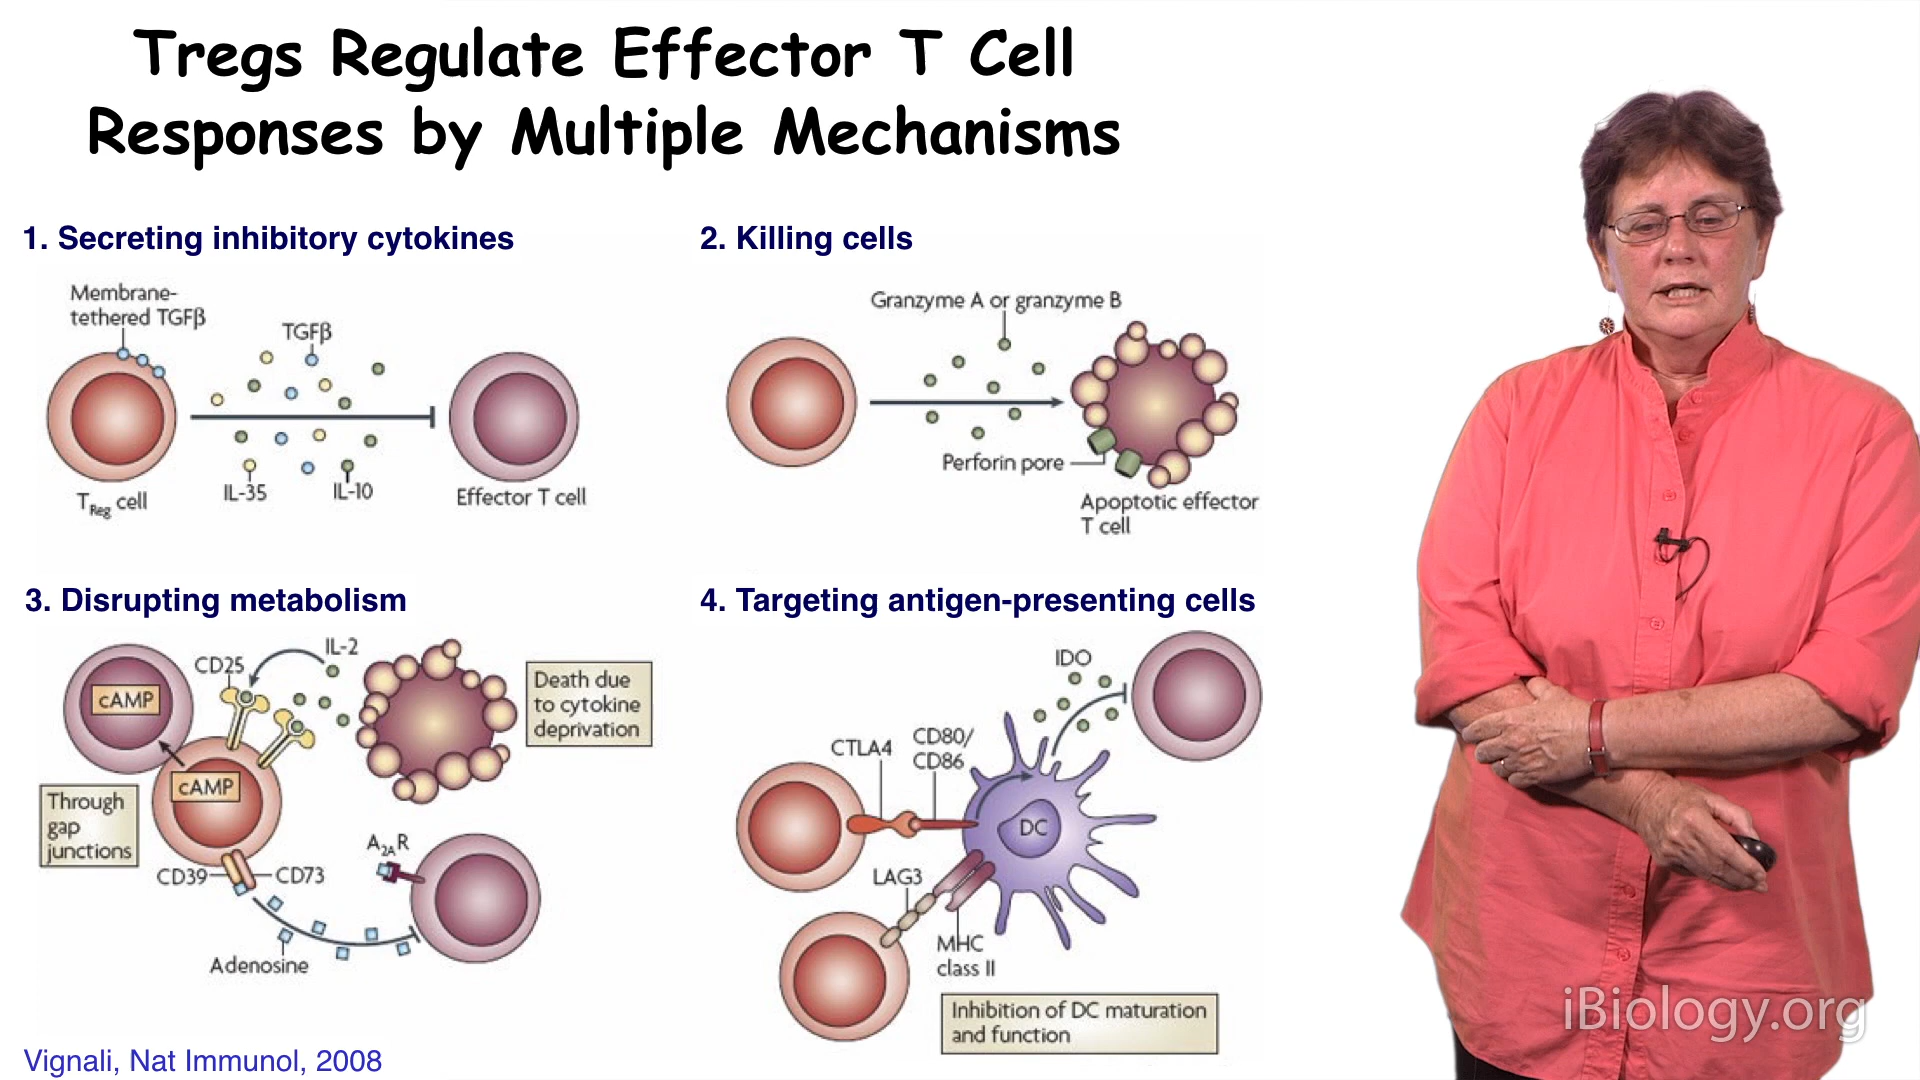 Tregs Regulate Effector T Cell
Responses by Multiple Mechanisms
1. Secreting inhibitory cytokines
Membrane-
tethered TGFβ
TGFβ
IL-35
IL-10
TReg cell
Effector T cell
2. Killing cells
Granzyme A or granzyme B
Perforin pore
Apoptotic effector
T cell
3. Disrupting metabolism
IL-2
CD25
cAMP
cAMP
Death due
to cytokine
deprivation
Through
gap
junctions
CD39
CD73
A2AR
Adenosine
4. Targeting antigen-presenting cells
IDO
CTLA4
CD80/
CD86
DC
LAG3
MHC
class II
Inhibition of DC maturation
and function
Vignali, Nat Immunol, 2008
iBiology.org